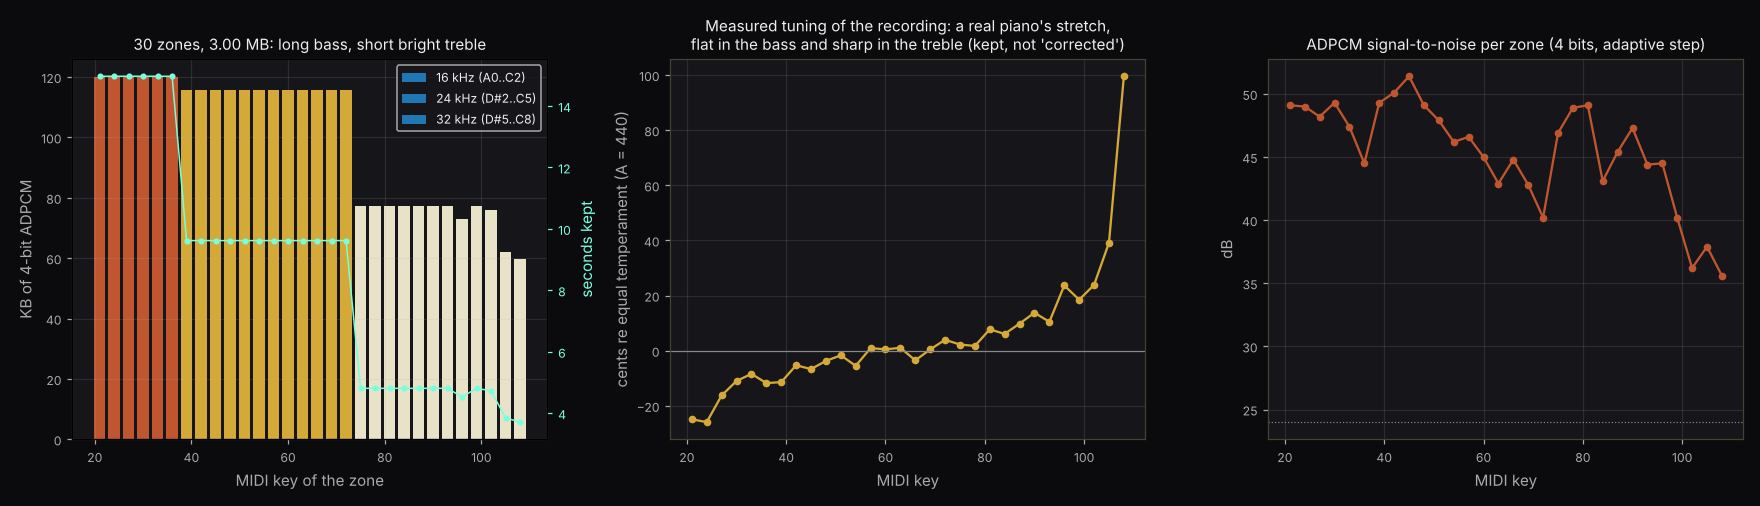 30 zones, 3.00 MB: long bass, short bright treble
KB of 4-bit ADPCM
120
100
80
60
40
20
0
16 kHz (A0..C2)
24 kHz (D#2..C5)
32 kHz (D#5..C8)
14
12
10
8
6
4
seconds kept
20
40
60
80
100
MIDI key of the zone
Measured tuning of the recording: a real piano's stretch,
flat in the bass and sharp in the treble (kept, not 'corrected')
cents re equal temperament (A = 440)
100
80
60
40
20
0
−20
20
40
60
80
100
MIDI key
ADPCM signal-to-noise per zone (4 bits, adaptive step)
dB
50
45
40
35
30
25
20
40
60
80
100
MIDI key